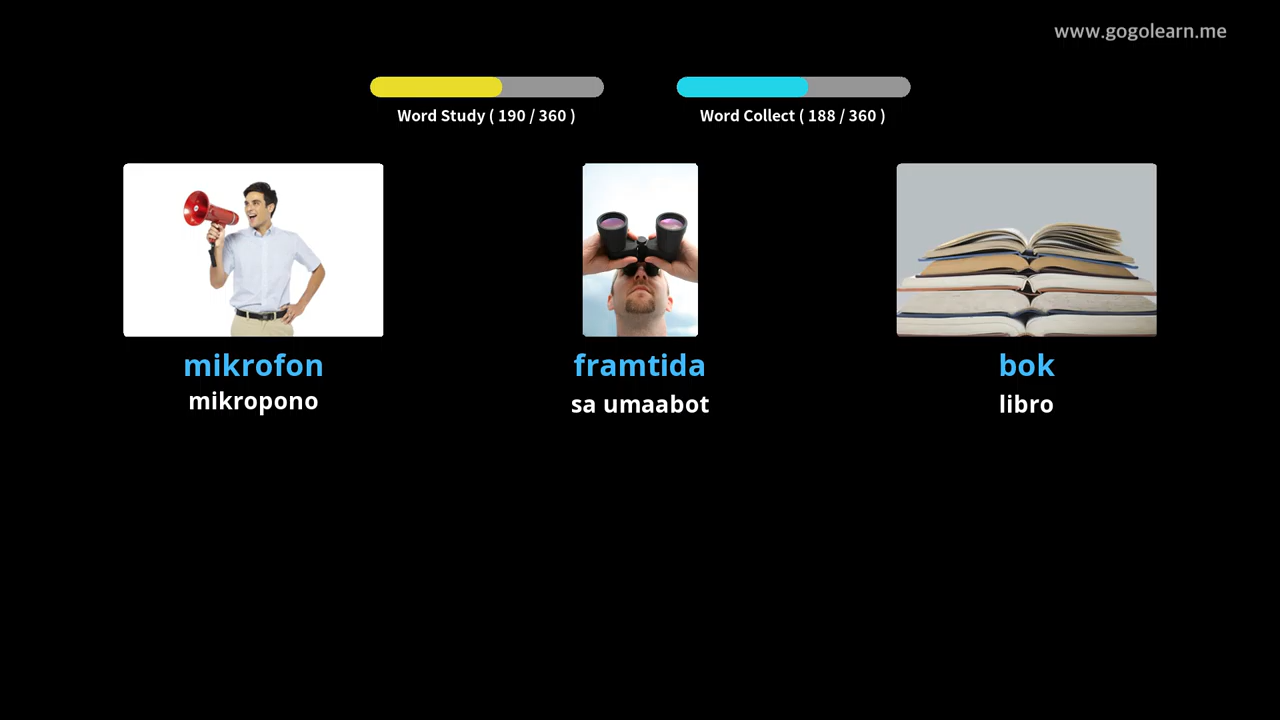 www.gogolearn.me
Word Study ( 190 / 360 )
Word Collect ( 188 / 360 )
mikrofon
mikropono
framtida
sa umaabot
bok
libro